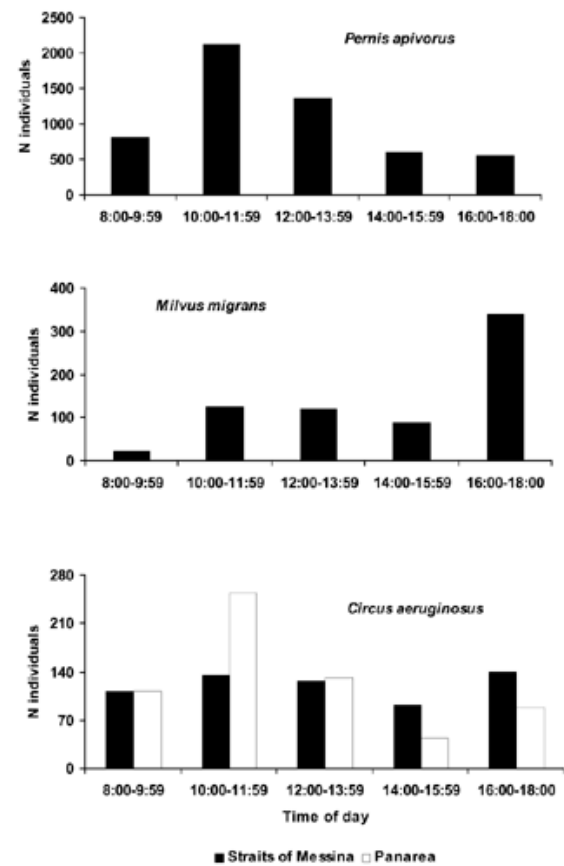 Pernis apivorus
N individuals
2500
2000
1500
1000
500
0
8:00-9:59 10:00-11:59 12:00-13:59 14:00-15:59 16:00-18:00
Milvus migrans
N individuals
400
300
200
100
0
8:00-9:59 10:00-11:59 12:00-13:59 14:00-15:59 16:00-18:00
Circus aeruginosus
N individuals
280
210
140
70
0
8:00-9:59 10:00-11:59 12:00-13:59 14:00-15:59 16:00-18:00
Time of day
Straits of Messina Panarea